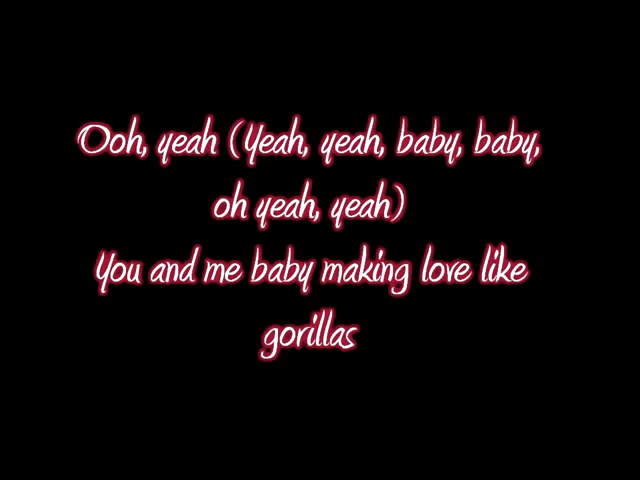 Ooh, yeah (Yeah, yeah, baby, baby,
oh yeah, yeah)
You and me baby making love like
gorillas